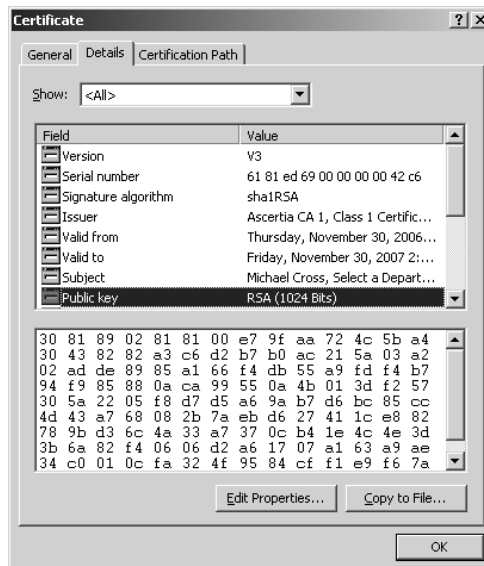 Certificate
General Details Certification Path
Show: <All>
Field Value
Version V3
Serial number 61 81 ed 69 00 00 00 00 42 c6
Signature algorithm sha1RSA
Issuer Ascertia CA 1, Class 1 Certific...
Valid from Thursday, November 30, 2006...
Valid to Friday, November 30, 2007 2:...
Subject Michael Cross, Select a Depart...
Public key RSA (1024 Bits)
30 81 89 02 81 81 00 e7 9f aa 72 4c 5b a4
30 43 82 82 a3 c6 d2 b7 b0 ac 21 5a 03 a2
02 ad de 89 85 a1 66 f4 db 55 a9 fd f4 b7
94 f9 85 88 0a ca 99 55 0a 4b 01 3d f2 57
30 5a 22 05 f8 d7 d5 a6 9a b7 d6 bc 85 cc
4d 43 a7 68 08 2b 7a eb d6 27 41 1c e8 82
78 9b d3 6c 4a 33 a7 37 0c b4 1e 4c 4e 3d
3b 6a 82 f4 06 06 d2 a6 17 07 a1 63 a9 ae
34 c0 01 0c fa 32 4f 95 84 cf f1 e9 f6 7a
Edit Properties... Copy to File...
OK